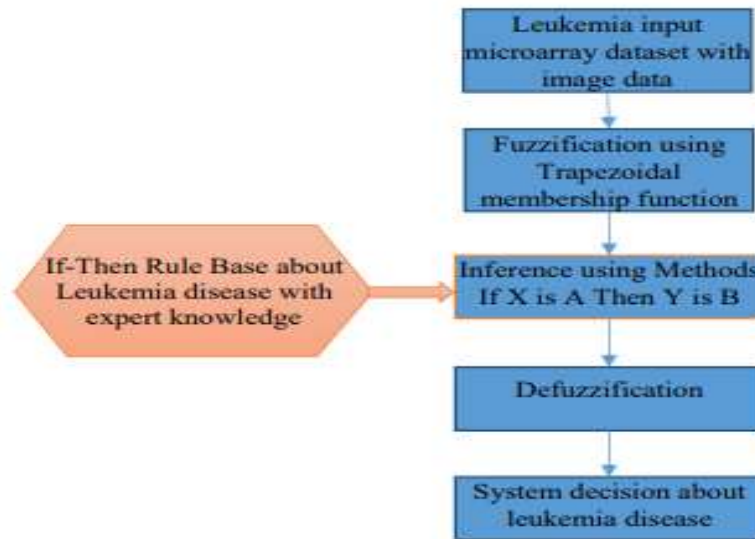 Leukemia input
microarray dataset with
image data
Fuzzification using
Trapezoidal
membership function
If-Then Rule Base about
Leukemia disease with
expert knowledge
Inference using Methods
If X is A Then Y is B
Defuzzification
System decision about
leukemia disease